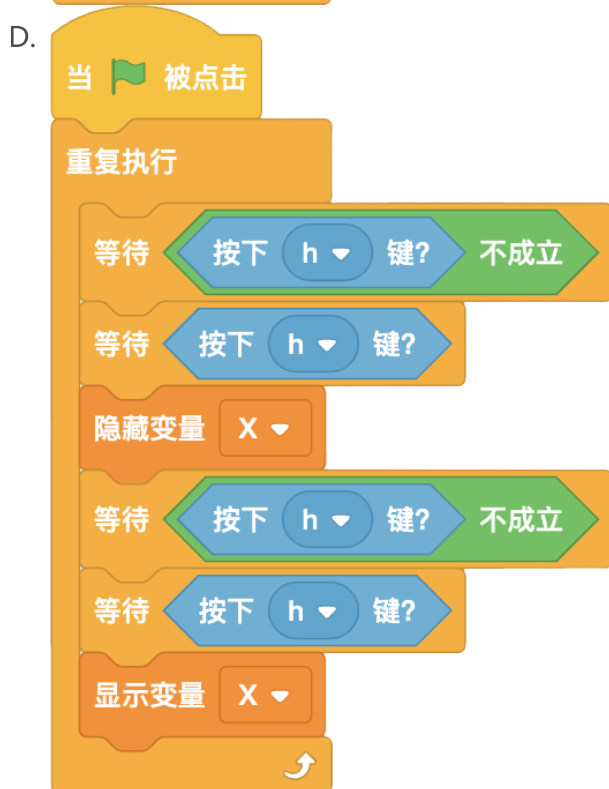 D.
当 被点击
重复执行
等待 按下 h 键? 不成立
等待 按下 h 键?
隐藏变量 X
等待 按下 h 键? 不成立
等待 按下 h 键?
显示变量 X